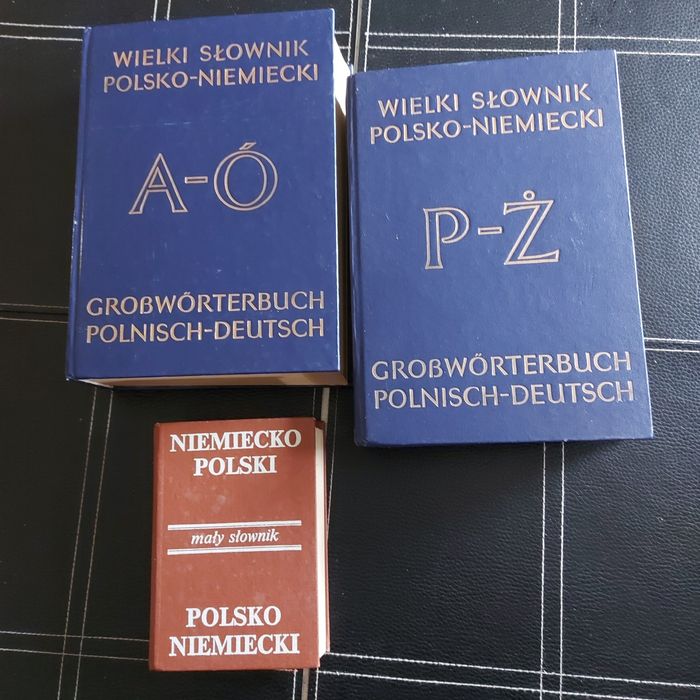 WIELKI SŁOWNIK
POLSKO-NIEMIECKI
A-Ó
GROßWÖRTERBUCH
POLNISCH-DEUTSCH
WIELKI SŁOWNIK
POLSKO-NIEMIECKI
P-Ż
GROßWÖRTERBUCH
POLNISCH-DEUTSCH
NIEMIECKO
POLSKI
mały słownik
POLSKO
NIEMIECKI